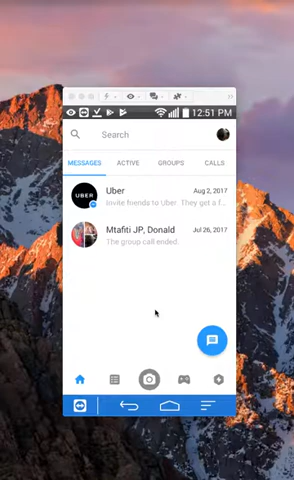 12:51 PM
Search
MESSAGES ACTIVE GROUPS CALLS
UBER
Uber Aug 2, 2017
Invite friends to Uber They get a f...
Mtafiti JP, Donald Jul 26, 2017
The group call ended.